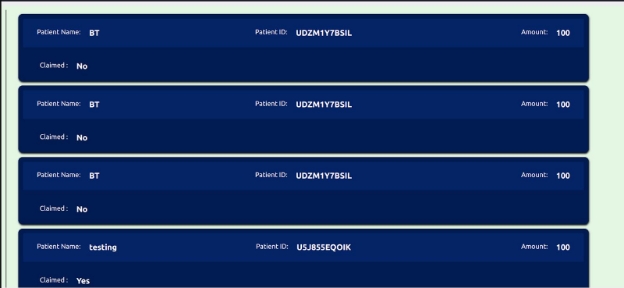 Patient Name: BT Patient ID: UDZM1Y7BSIL Amount: 100
Claimed : No
Patient Name: BT Patient ID: UDZM1Y7BSIL Amount: 100
Claimed : No
Patient Name: BT Patient ID: UDZM1Y7BSIL Amount: 100
Claimed : No
Patient Name: testing Patient ID: U5J8S5EQOIK Amount: 100
Claimed : Yes